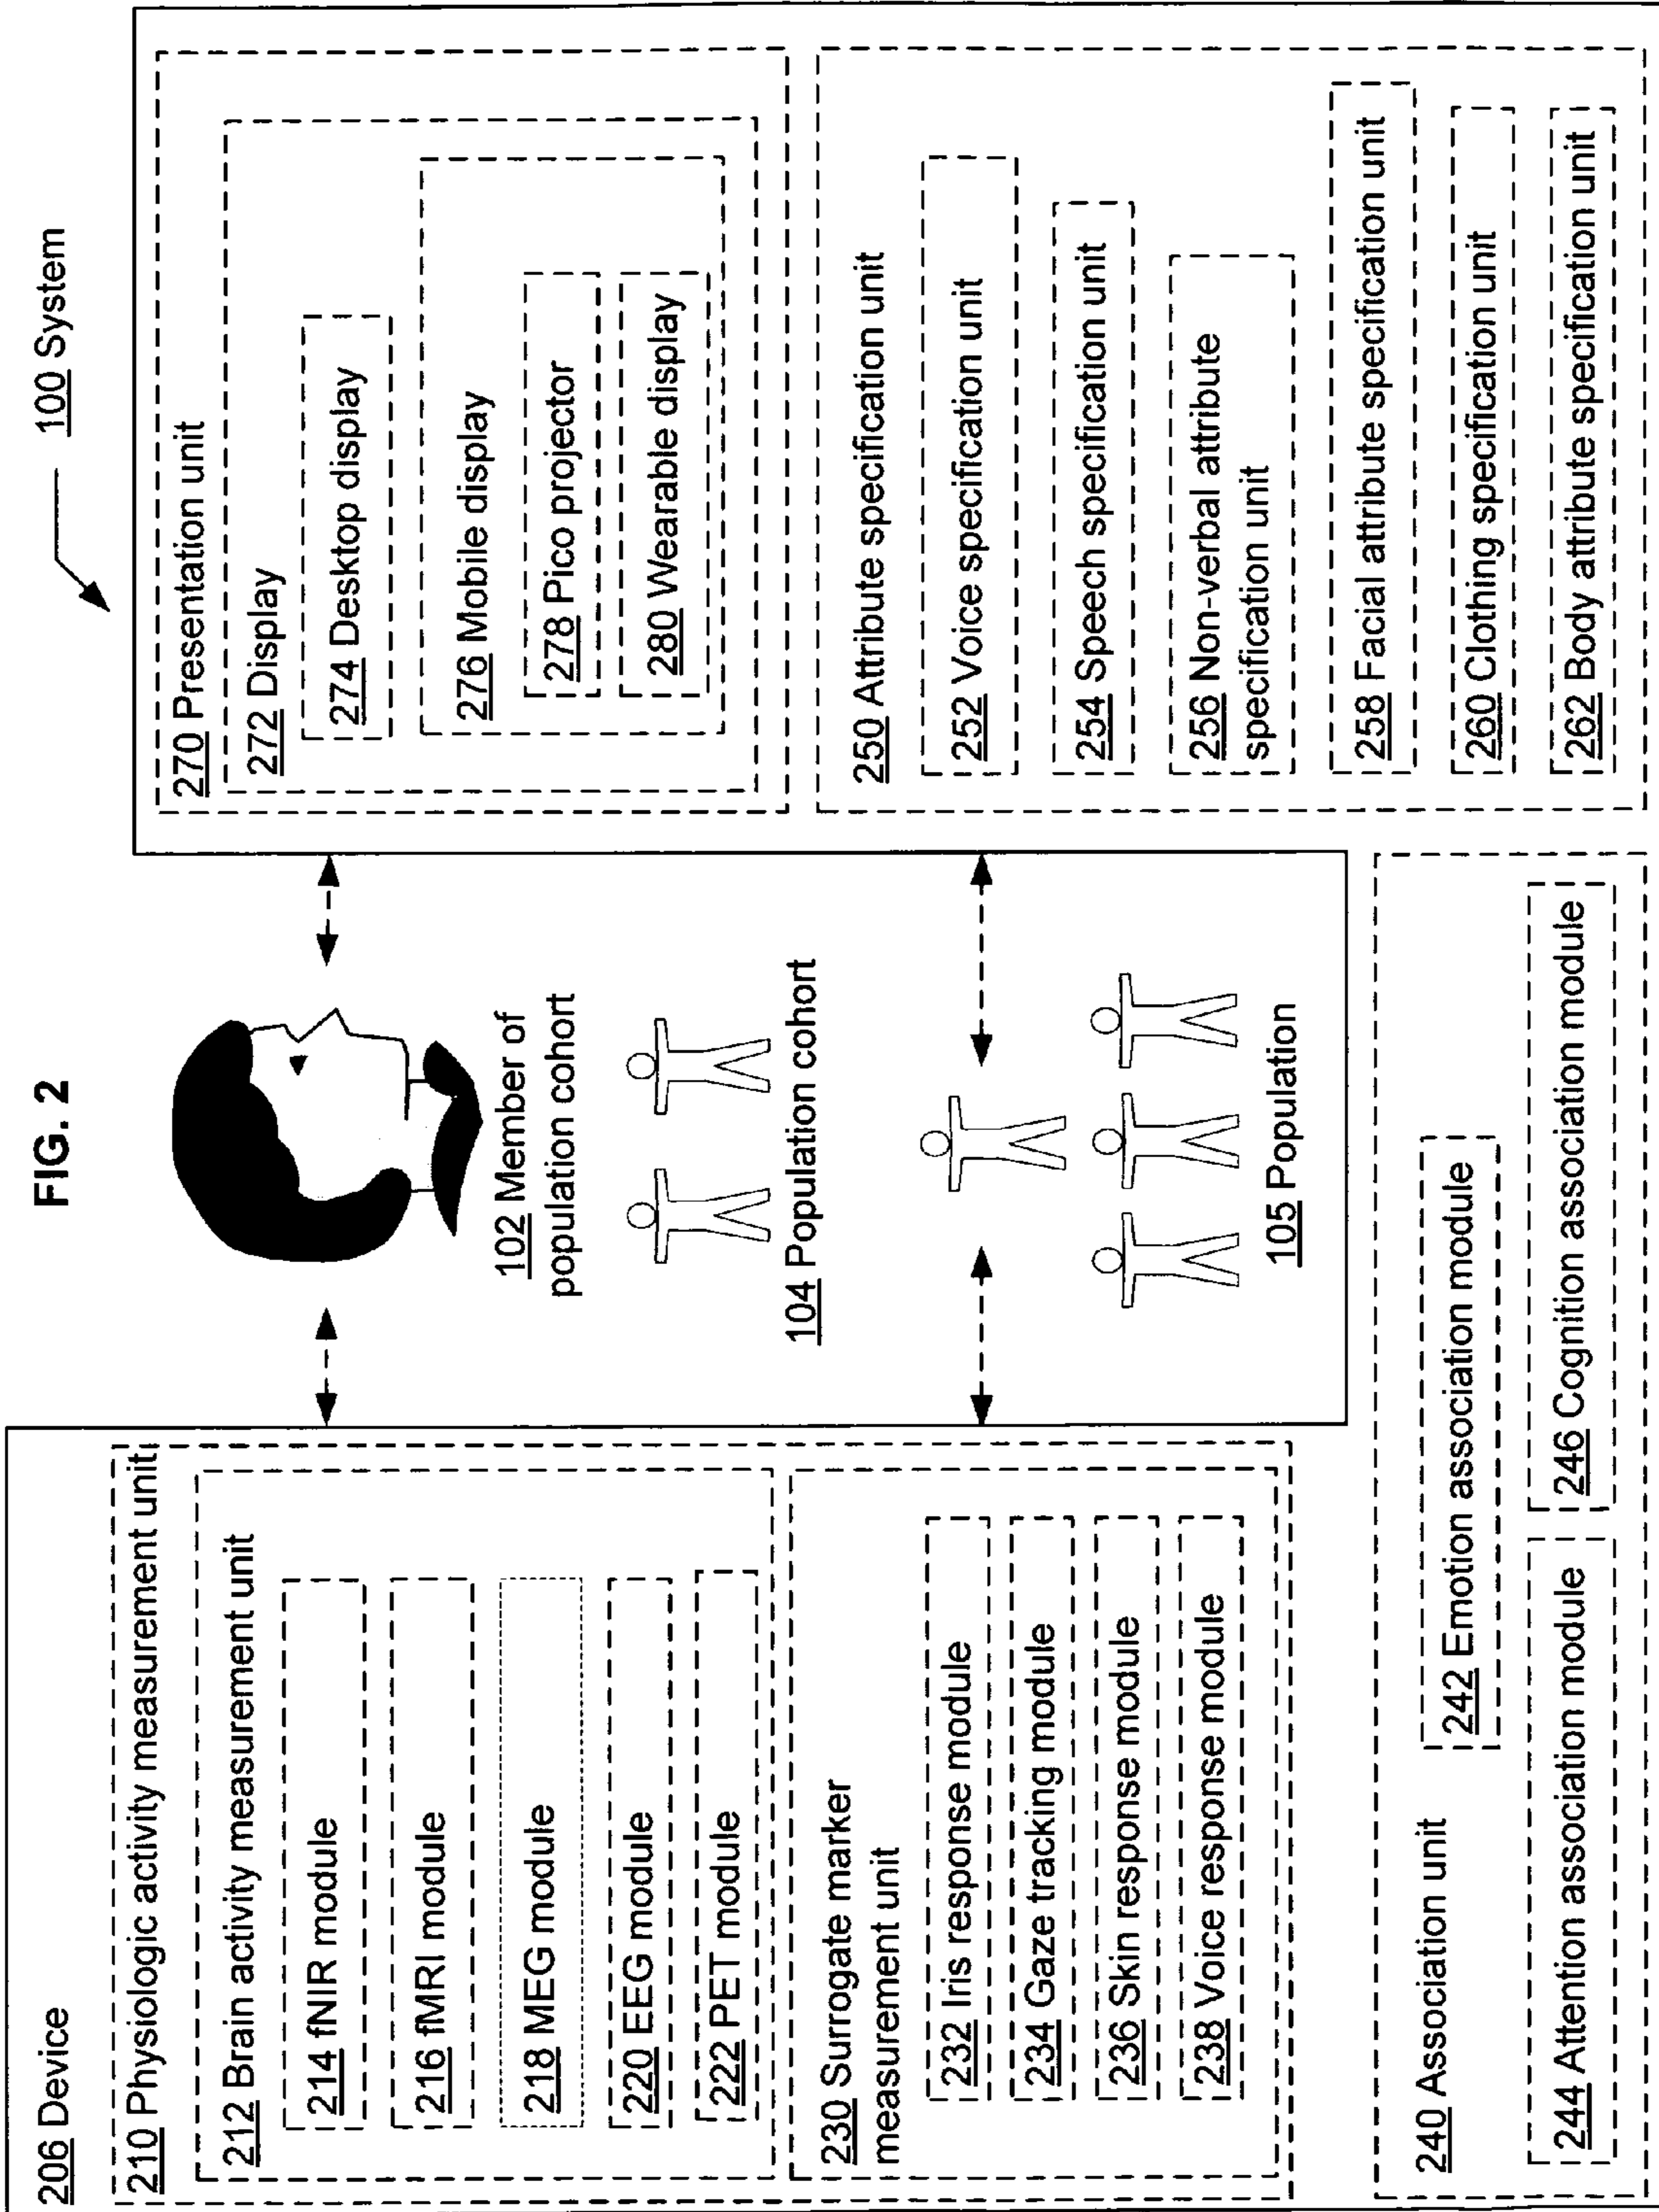 FIG. 2
100 System
206 Device
210 Physiologic activity measurement unit
212 Brain activity measurement unit
214 fNIR module
216 fMRI module
218 MEG module
220 EEG module
222 PET module
230 Surrogate marker
measurement unit
232 Iris response module
234 Gaze tracking module
236 Skin response module
238 Voice response module
240 Association unit
242 Emotion association module
244 Attention association module
246 Cognition association module
102 Member of
population cohort
104 Population cohort
105 Population
270 Presentation unit
272 Display
274 Desktop display
276 Mobile display
278 Pico projector
280 Wearable display
250 Attribute specification unit
252 Voice specification unit
254 Speech specification unit
256 Non-verbal attribute
specification unit
258 Facial attribute specification unit
260 Clothing specification unit
262 Body attribute specification unit